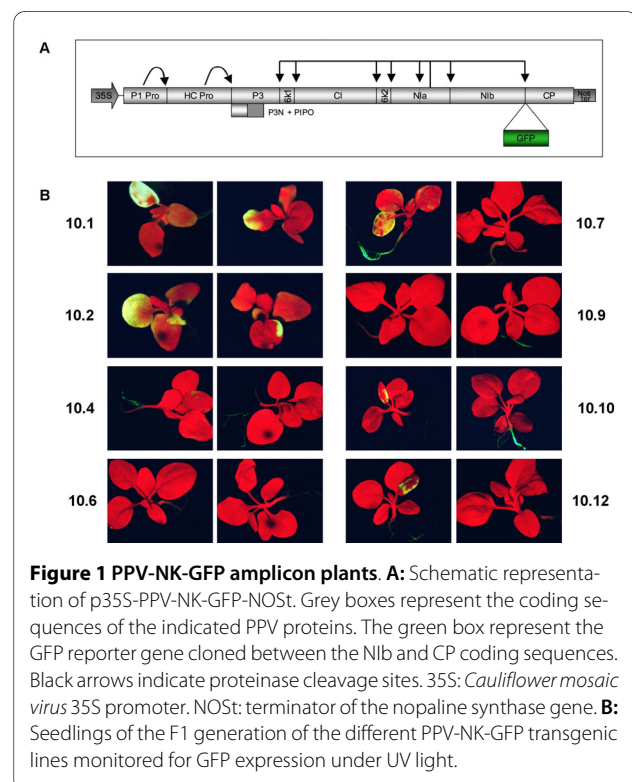 A
35S P1 Pro HC Pro P3 6k1 CI 6k2 NIa NIb CP Nos ter
P3N + PIPO
GFP
B
10.1
10.7
10.2
10.9
10.4
10.10
10.6
10.12
Figure 1 PPV-NK-GFP amplicon plants. A: Schematic representa-
tion of p35S-PPV-NK-GFP-NOSt. Grey boxes represent the coding se-
quences of the indicated PPV proteins. The green box represent the
GFP reporter gene cloned between the NIb and CP coding sequences.
Black arrows indicate proteinase cleavage sites. 35S: Cauliflower mosaic
virus 35S promoter. NOSt: terminator of the nopaline synthase gene. B:
Seedlings of the F1 generation of the different PPV-NK-GFP transgenic
lines monitored for GFP expression under UV light.